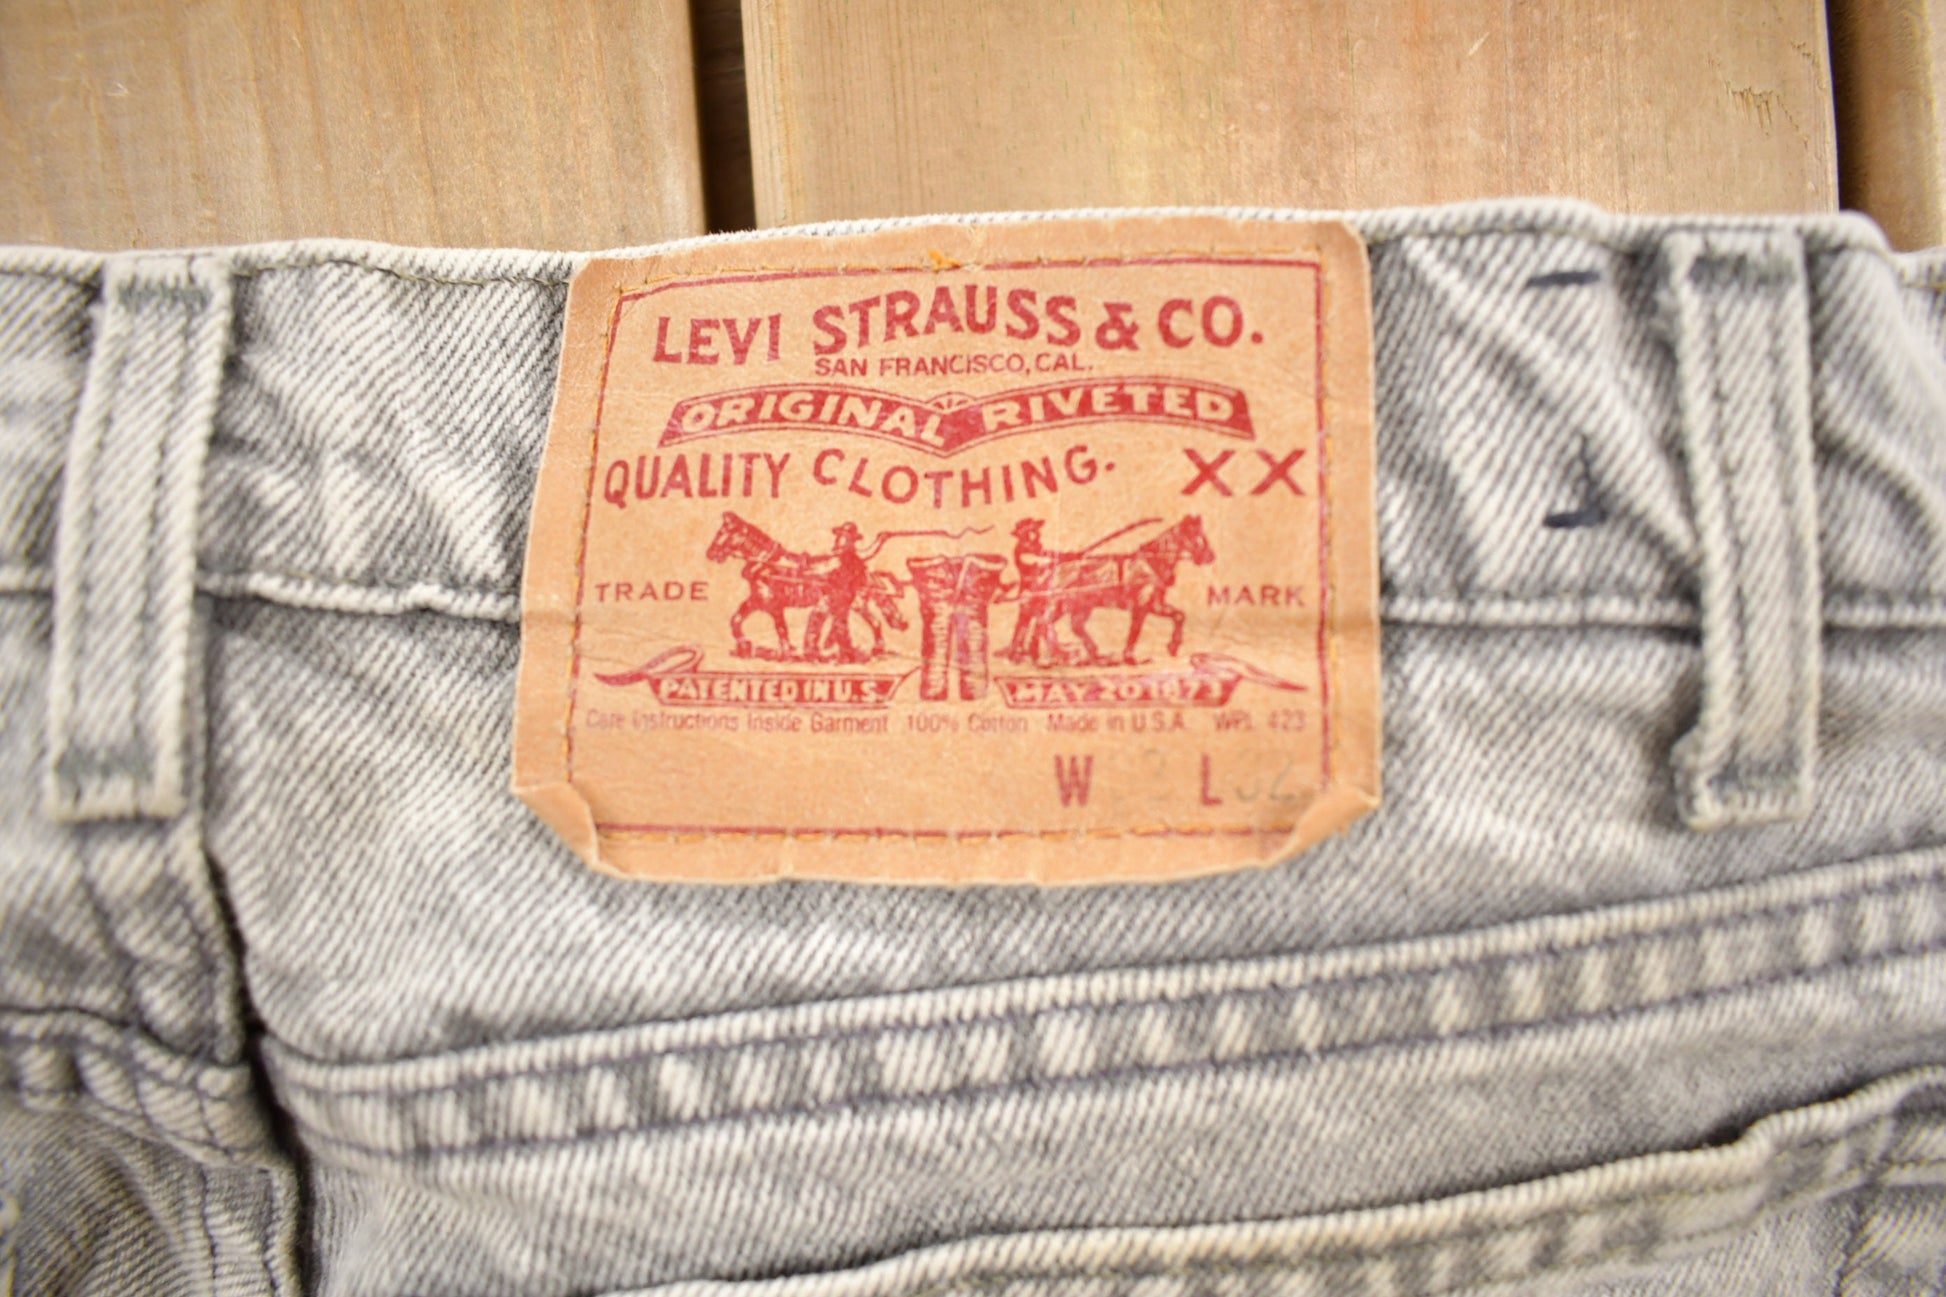 LEVI STRAUSS & CO.
SAN FRANCISCO, CAL.
ORIGINAL RIVETED
QUALITY CLOTHING. XX
TRADE MARK
PATENTED IN U.S. MAY 20 1873
Care Instructions Inside Garment 100% Cotton Made in U.S.A. WPL 423
W L